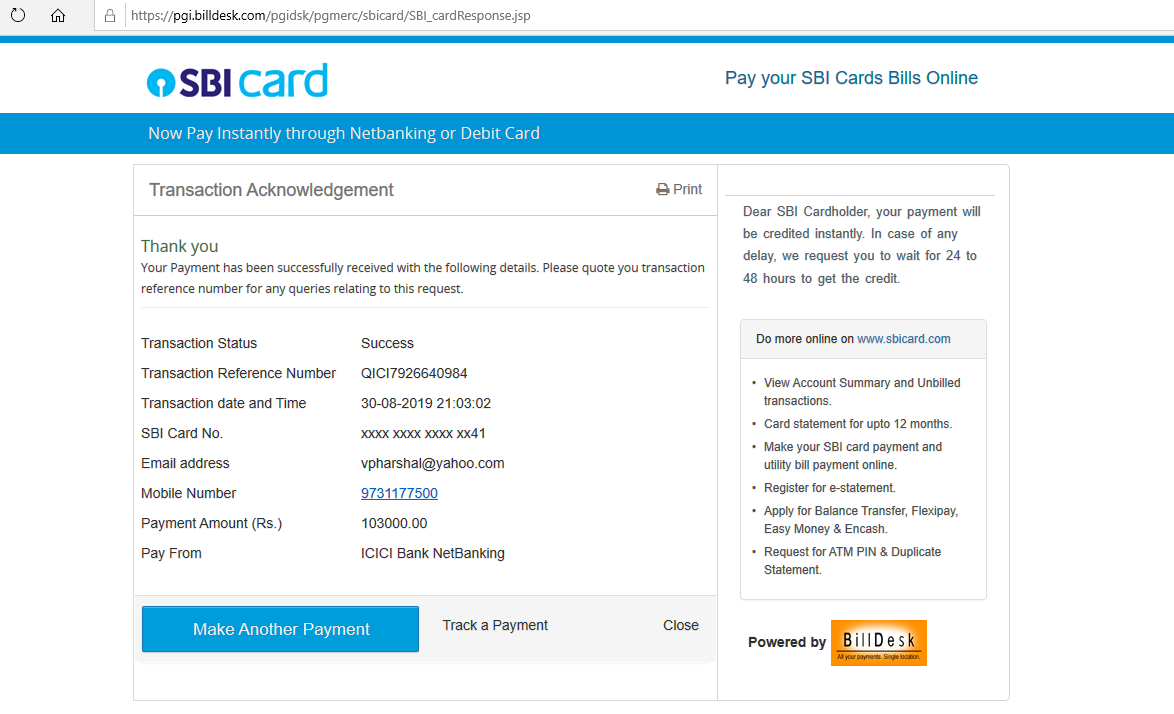 https://pgi.billdesk.com/pgidsk/pgmerc/sbicard/SBI_cardResponse.jsp
SBI card
Pay your SBI Cards Bills Online
Now Pay Instantly through Netbanking or Debit Card
Transaction Acknowledgement
Print
Thank you
Your Payment has been successfully received with the following details. Please quote you transaction
reference number for any queries relating to this request.
Transaction Status Success
Transaction Reference Number QICI7926640984
Transaction date and Time 30-08-2019 21:03:02
SBI Card No. xxxx xxxx xxxx xx41
Email address vpharshal@yahoo.com
Mobile Number 9731177500
Payment Amount (Rs.) 103000.00
Pay From ICICI Bank NetBanking
Make Another Payment
Track a Payment
Close
Dear SBI Cardholder, your payment will
be credited instantly. In case of any
delay, we request you to wait for 24 to
48 hours to get the credit.
Do more online on www.sbicard.com
• View Account Summary and Unbilled
transactions.
• Card statement for upto 12 months.
• Make your SBI card payment and
utility bill payment online.
• Register for e-statement.
• Apply for Balance Transfer, Flexipay,
Easy Money & Encash.
• Request for ATM PIN & Duplicate
Statement.
Powered by BillDesk
All your payments. Single location.